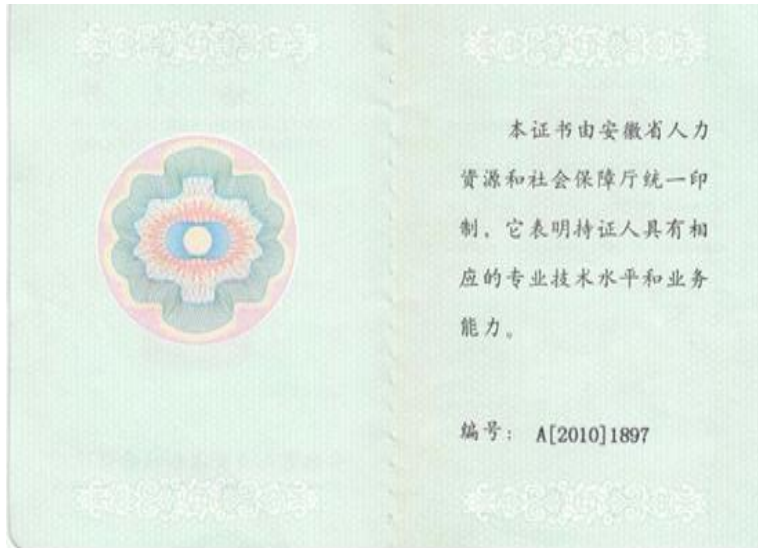 本证书由安徽省人力
资源和社会保障厅统一印
制，它表明持证人具有相
应的专业技术水平和业务
能力。
编号： A[2010]1897